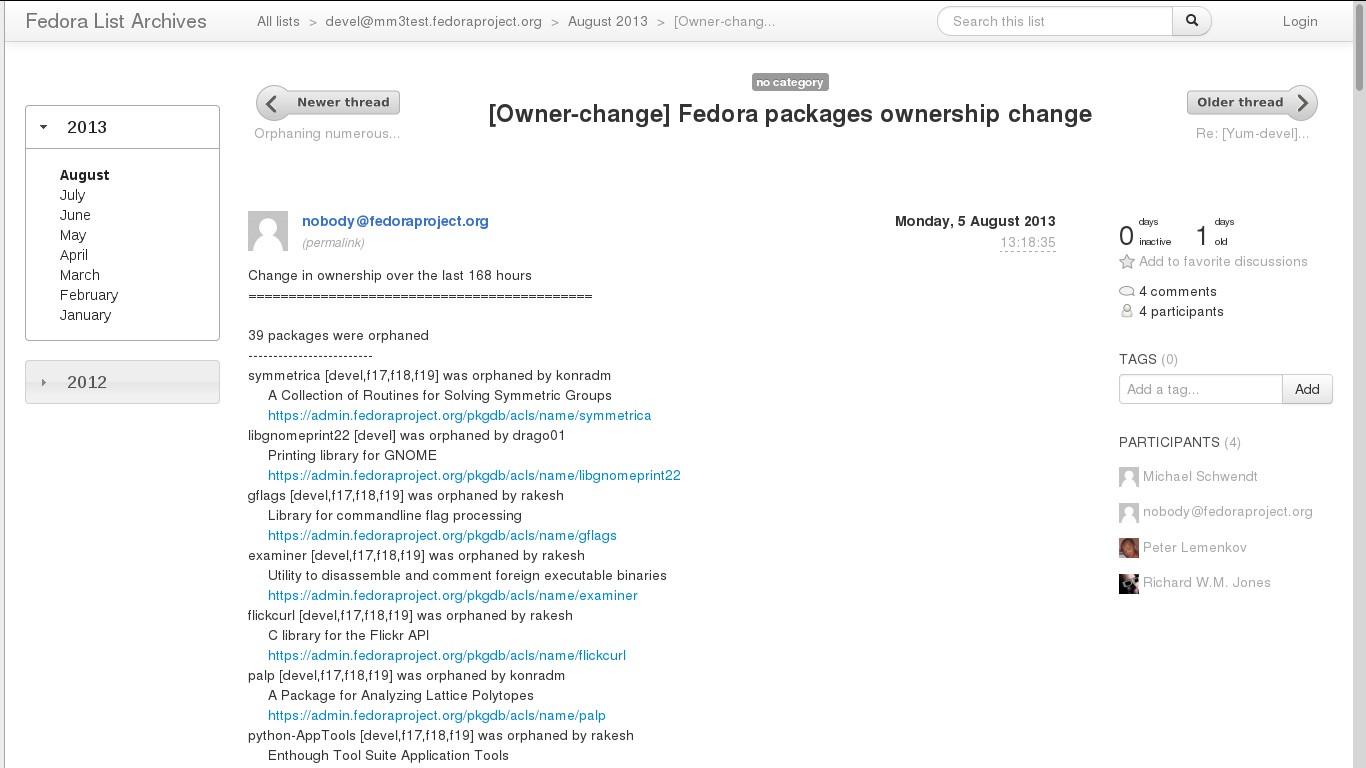 Fedora List Archives
All lists > devel@mm3test.fedoraproject.org > August 2013 > [Owner-chang...
Search this list
Login
2013
August
July
June
May
April
March
February
January
2012
no category
Newer thread
Orphaning numerous...
[Owner-change] Fedora packages ownership change
Older thread
Re: [Yum-devel]...
nobody@fedoraproject.org
(permalink)
Monday, 5 August 2013
13:18:35
Change in ownership over the last 168 hours
===========================================
39 packages were orphaned
-------------------------
symmetrica [devel,f17,f18,f19] was orphaned by konradm
A Collection of Routines for Solving Symmetric Groups
https://admin.fedoraproject.org/pkgdb/acls/name/symmetrica
libgnomeprint22 [devel] was orphaned by drago01
Printing library for GNOME
https://admin.fedoraproject.org/pkgdb/acls/name/libgnomeprint22
gflags [devel,f17,f18,f19] was orphaned by rakesh
Library for commandline flag processing
https://admin.fedoraproject.org/pkgdb/acls/name/gflags
examiner [devel,f17,f18,f19] was orphaned by rakesh
Utility to disassemble and comment foreign executable binaries
https://admin.fedoraproject.org/pkgdb/acls/name/examiner
flickcurl [devel,f17,f18,f19] was orphaned by rakesh
C library for the Flickr API
https://admin.fedoraproject.org/pkgdb/acls/name/flickcurl
palp [devel,f17,f18,f19] was orphaned by konradm
A Package for Analyzing Lattice Polytopes
https://admin.fedoraproject.org/pkgdb/acls/name/palp
python-AppTools [devel,f17,f18,f19] was orphaned by rakesh
Enthough Tool Suite Application Tools
0 days inactive
1 days old
Add to favorite discussions
4 comments
4 participants
TAGS (0)
Add a tag...
Add
PARTICIPANTS (4)
Michael Schwendt
nobody@fedoraproject.org
Peter Lemenkov
Richard W.M. Jones